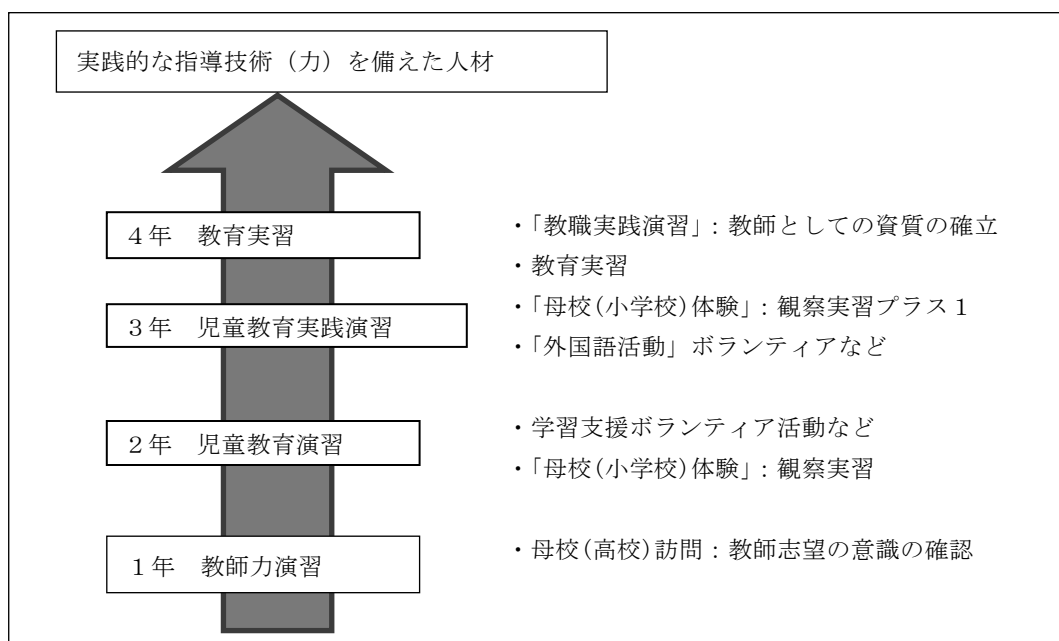 実践的な指導技術（力）を備えた人材
４年　教育実習
・「教職実践演習」：教師としての資質の確立
・教育実習
３年　児童教育実践演習
・「母校(小学校)体験」：観察実習プラス１
・「外国語活動」ボランティアなど
２年　児童教育演習
・学習支援ボランティア活動など
・「母校(小学校)体験」：観察実習
１年　教師力演習
・母校(高校)訪問：教師志望の意識の確認